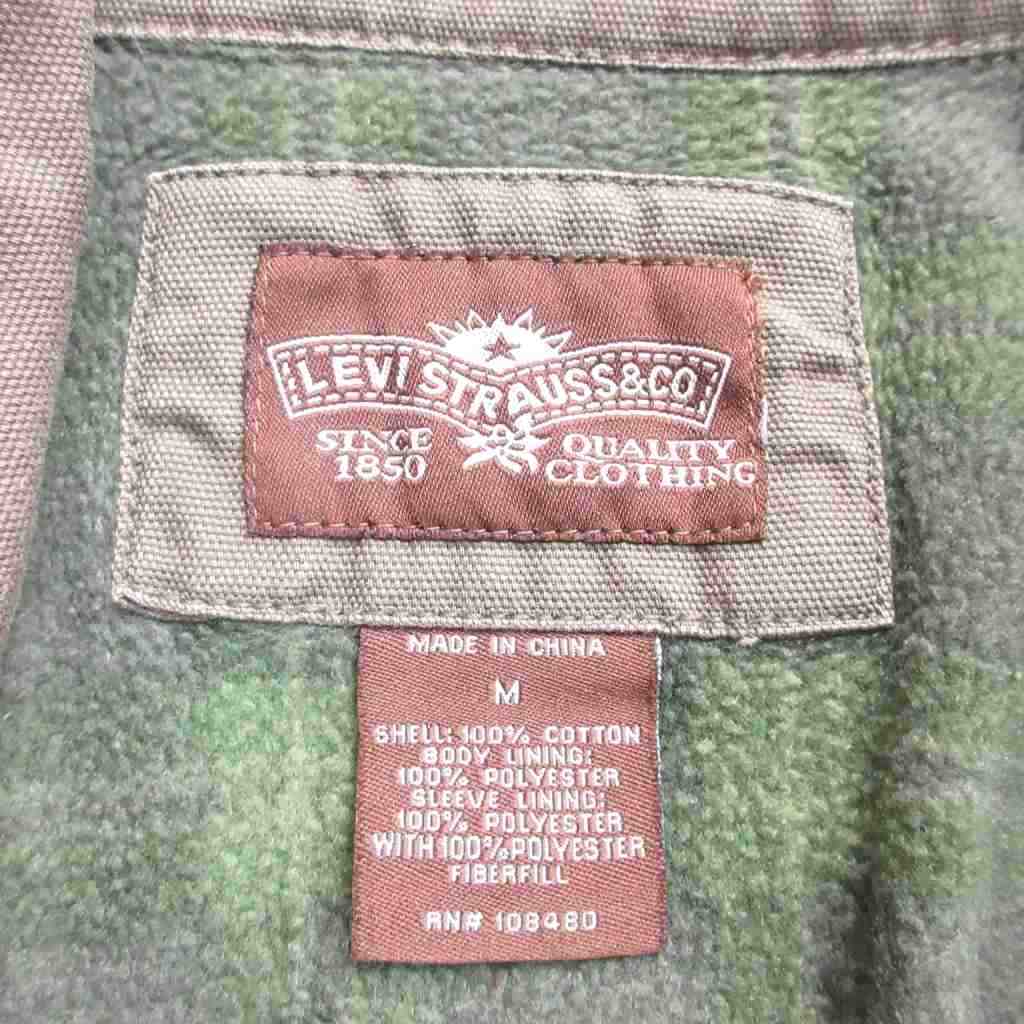 LEVI STRAUSS & CO
SINCE
1850
QUALITY
CLOTHING
MADE IN CHINA
M
SHELL: 100% COTTON
BODY LINING:
100% POLYESTER
SLEEVE LINING:
100% POLYESTER
WITH 100% POLYESTER
FIBERFILL
RN# 108480